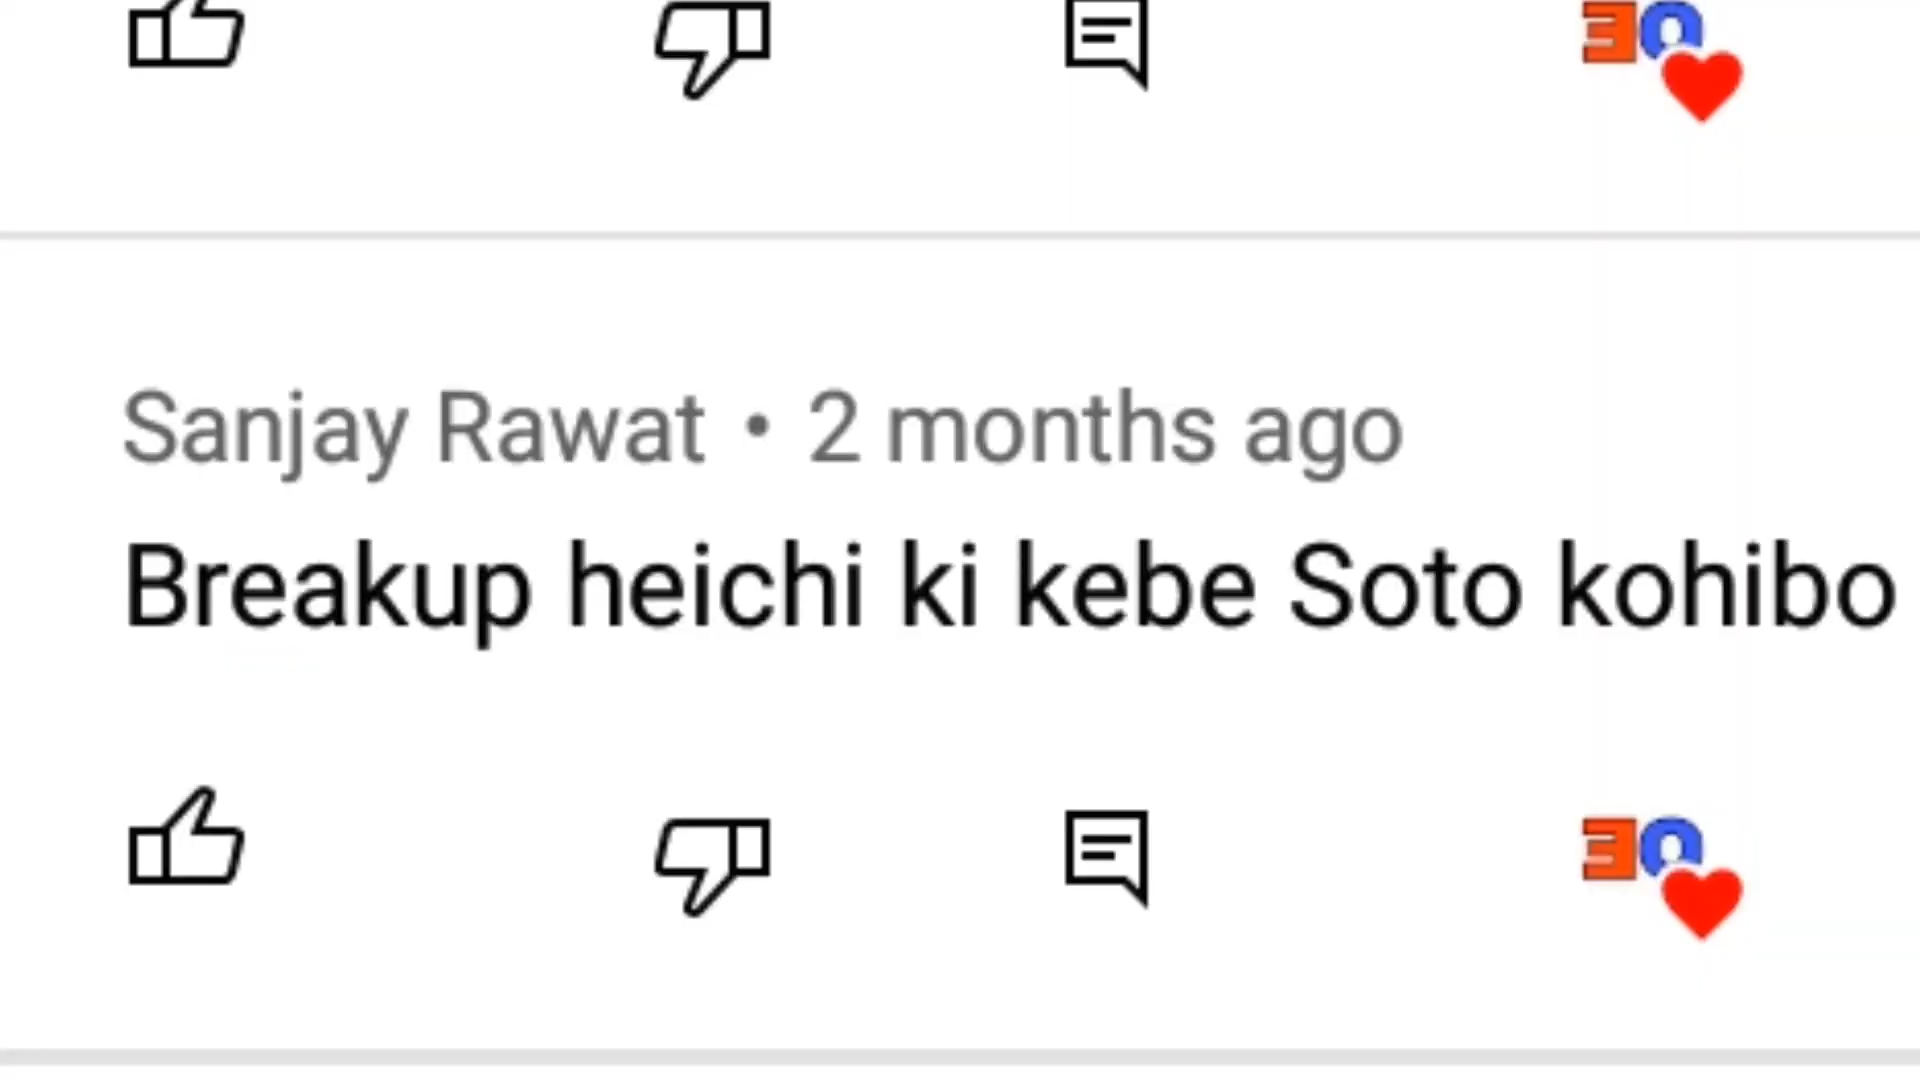 Sanjay Rawat • 2 months ago
Breakup heichi ki kebe Soto kohibo